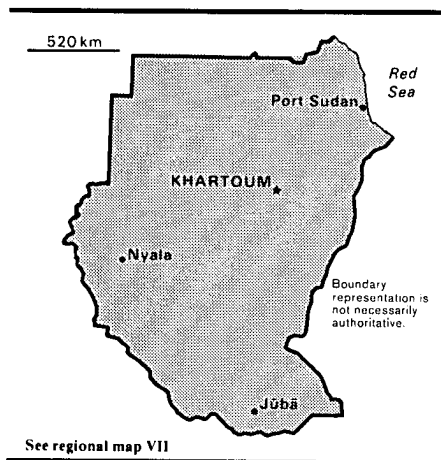 520 km
Red
Sea
Port Sudan
KHARTOUM
Nyala
Boundary
representation is
not necessarily
authoritative.
Jūbā
See regional map VII